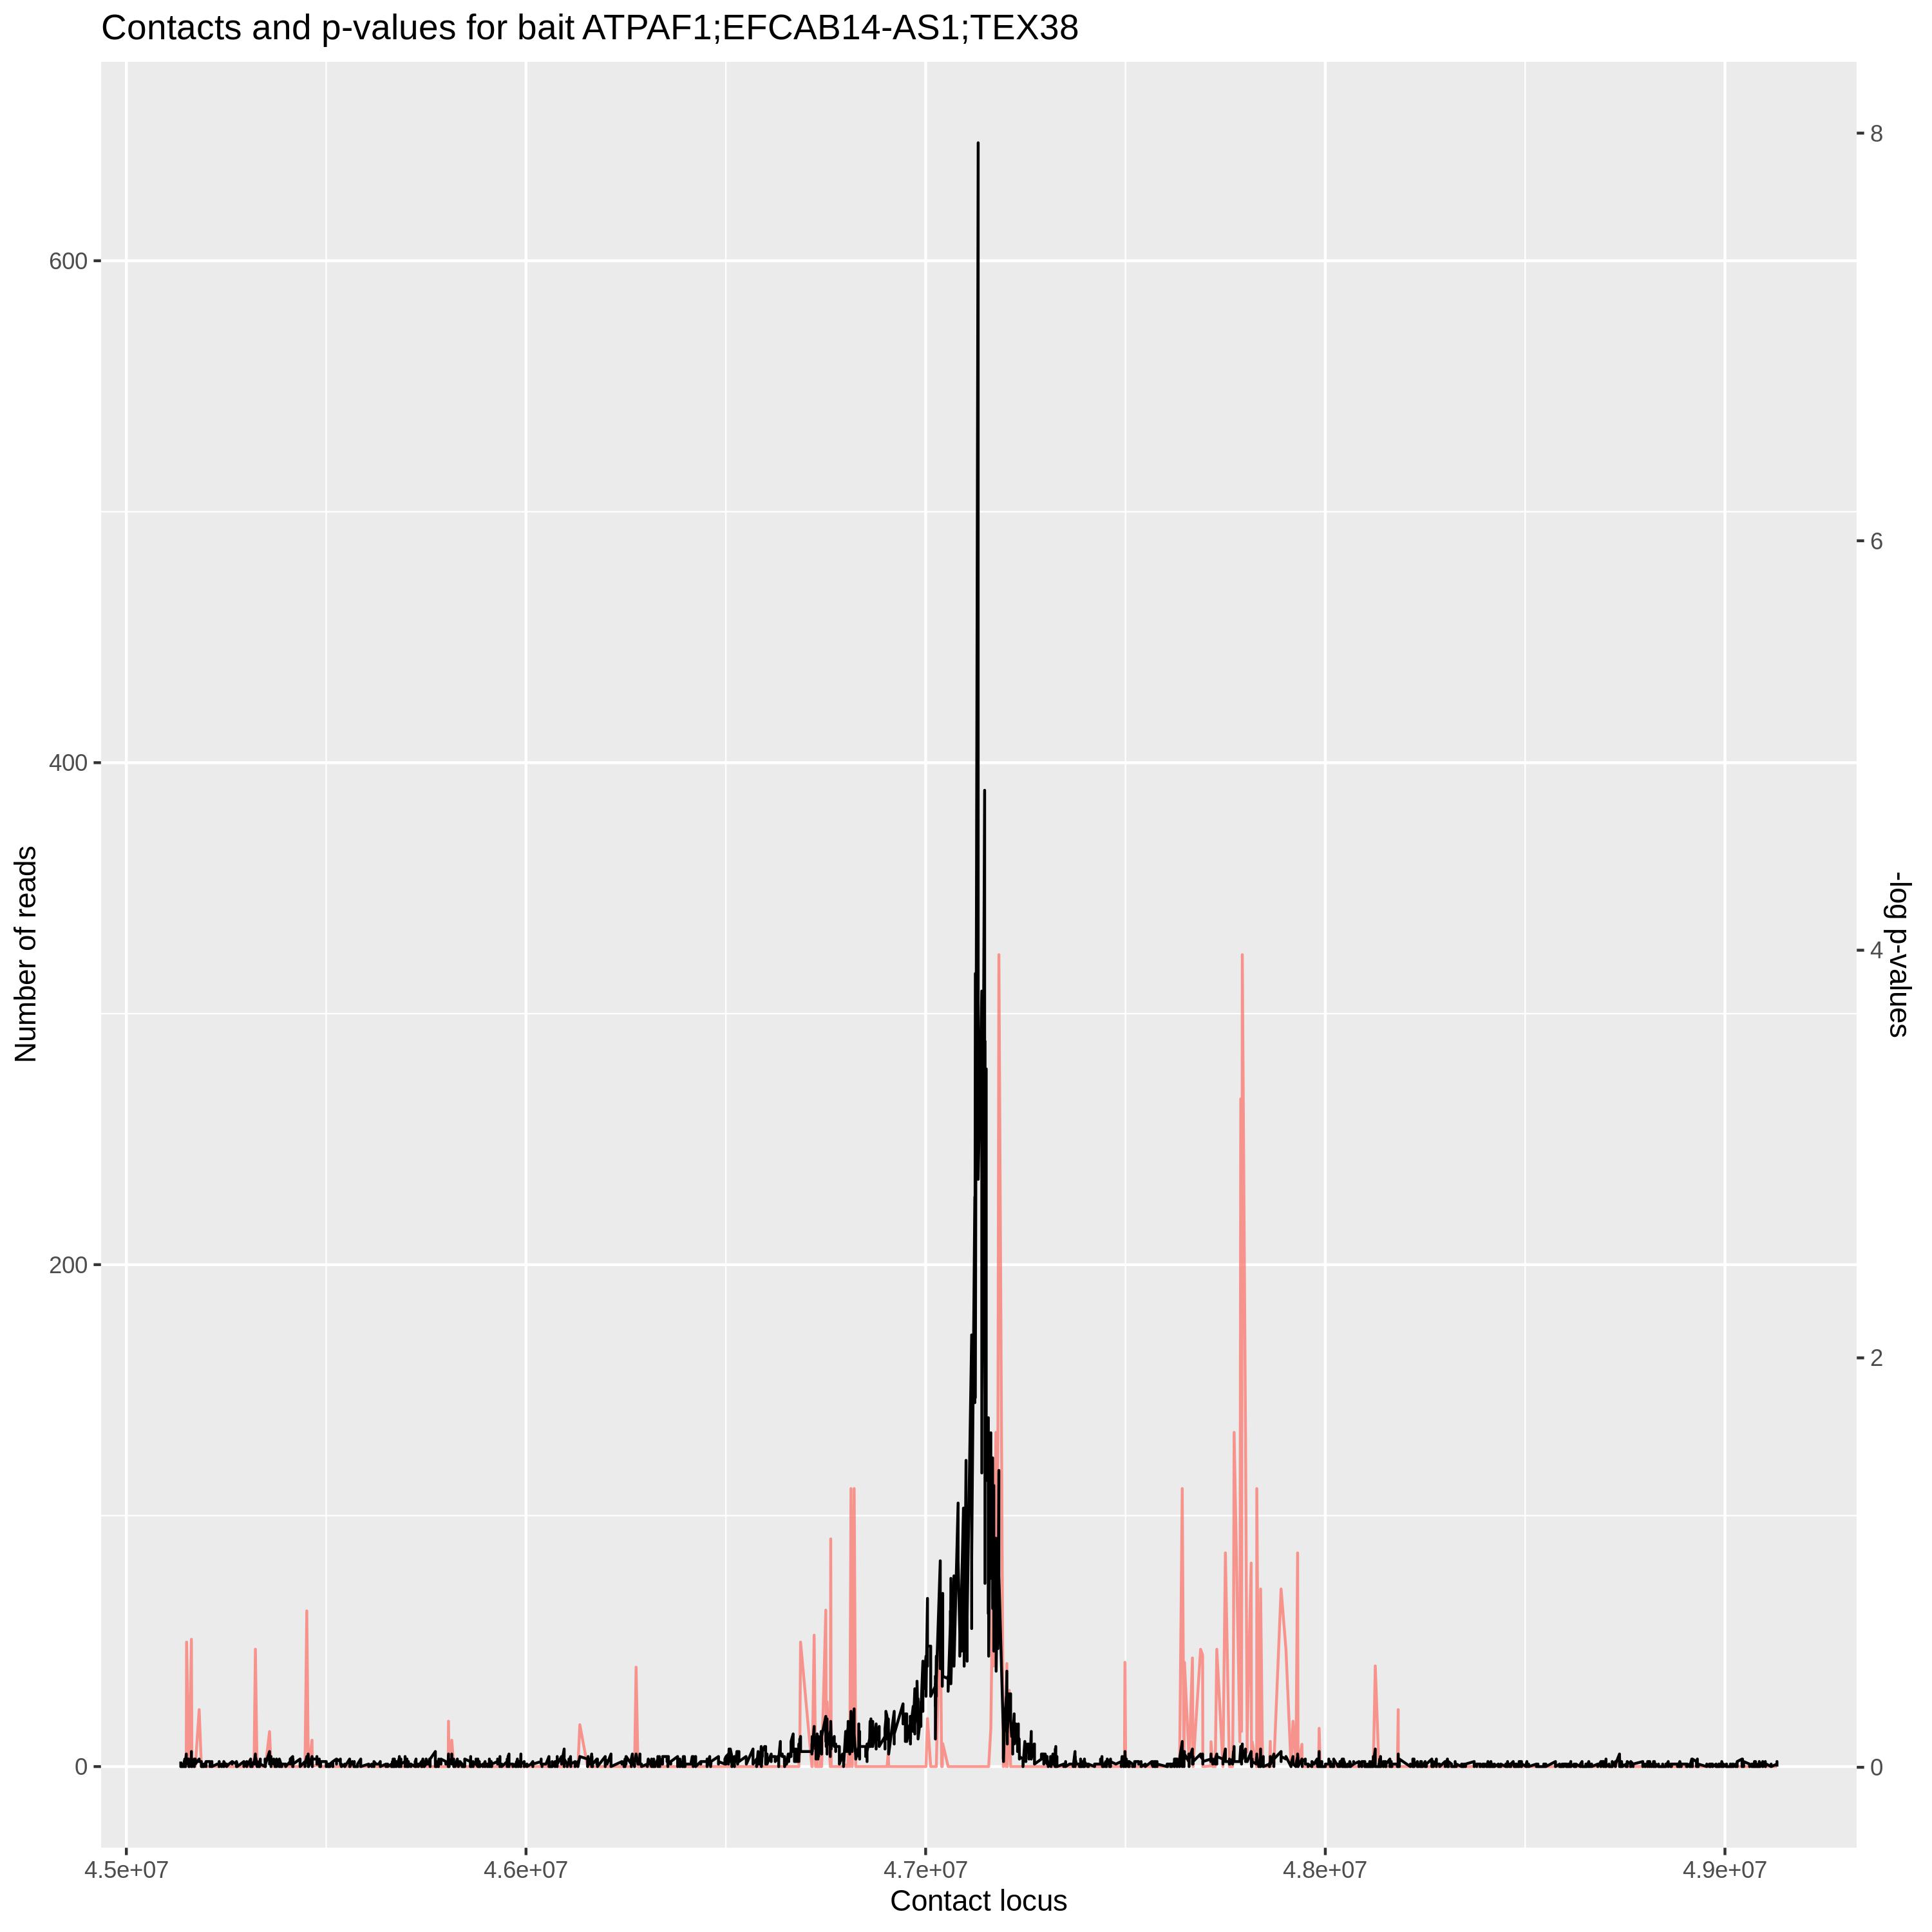 Contacts and p-values for bait ATPAF1;EFCAB14-AS1;TEX38
8
600
6
400
Number of reads
-log p-values
4
200
2
0
0
4.5e+07
4.6e+07
4.7e+07
4.8e+07
4.9e+07
Contact locus